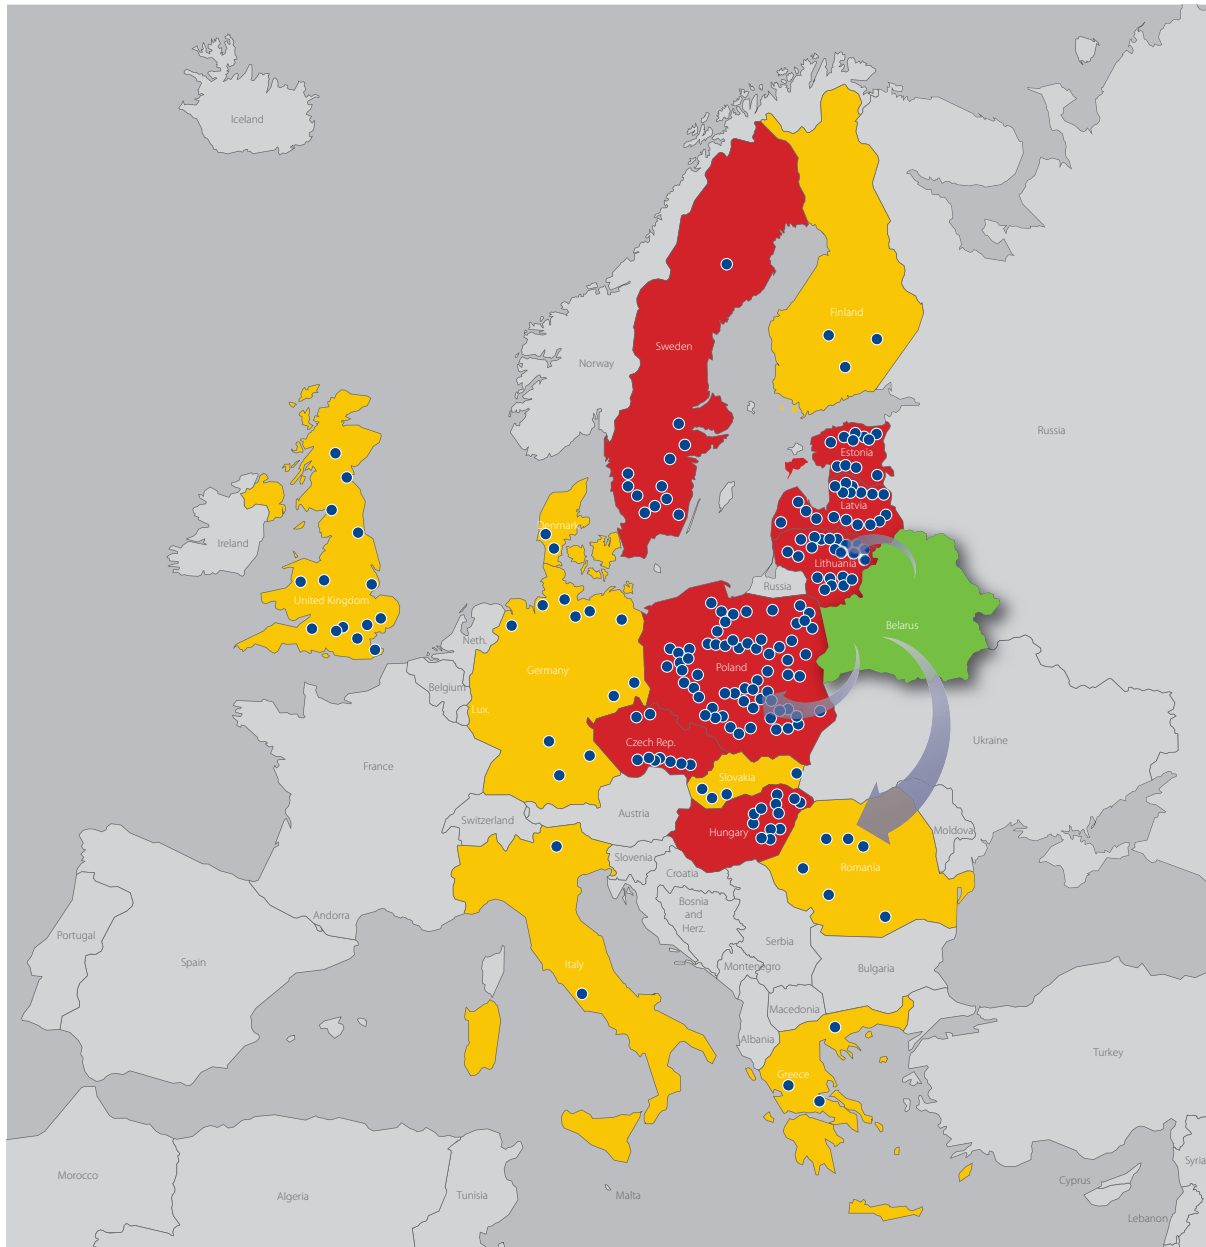 Iceland
Finland
Sweden
Norway
Russia
Estonia
Latvia
Denmark
Ireland
Lithuania
Russia
United Kingdom
Belarus
Neth.
Poland
Germany
Belgium
Lux.
Czech Rep.
Ukraine
France
Slovakia
Austria
Switzerland
Hungary
Moldova
Slovenia
Romania
Croatia
Bosnia
and
Herz.
Andorra
Portugal
Serbia
Spain
Italy
Montenegro
Bulgaria
Macedonia
Albania
Turkey
Greece
Syria
Morocco
Cyprus
Algeria
Tunisia
Malta
Lebanon